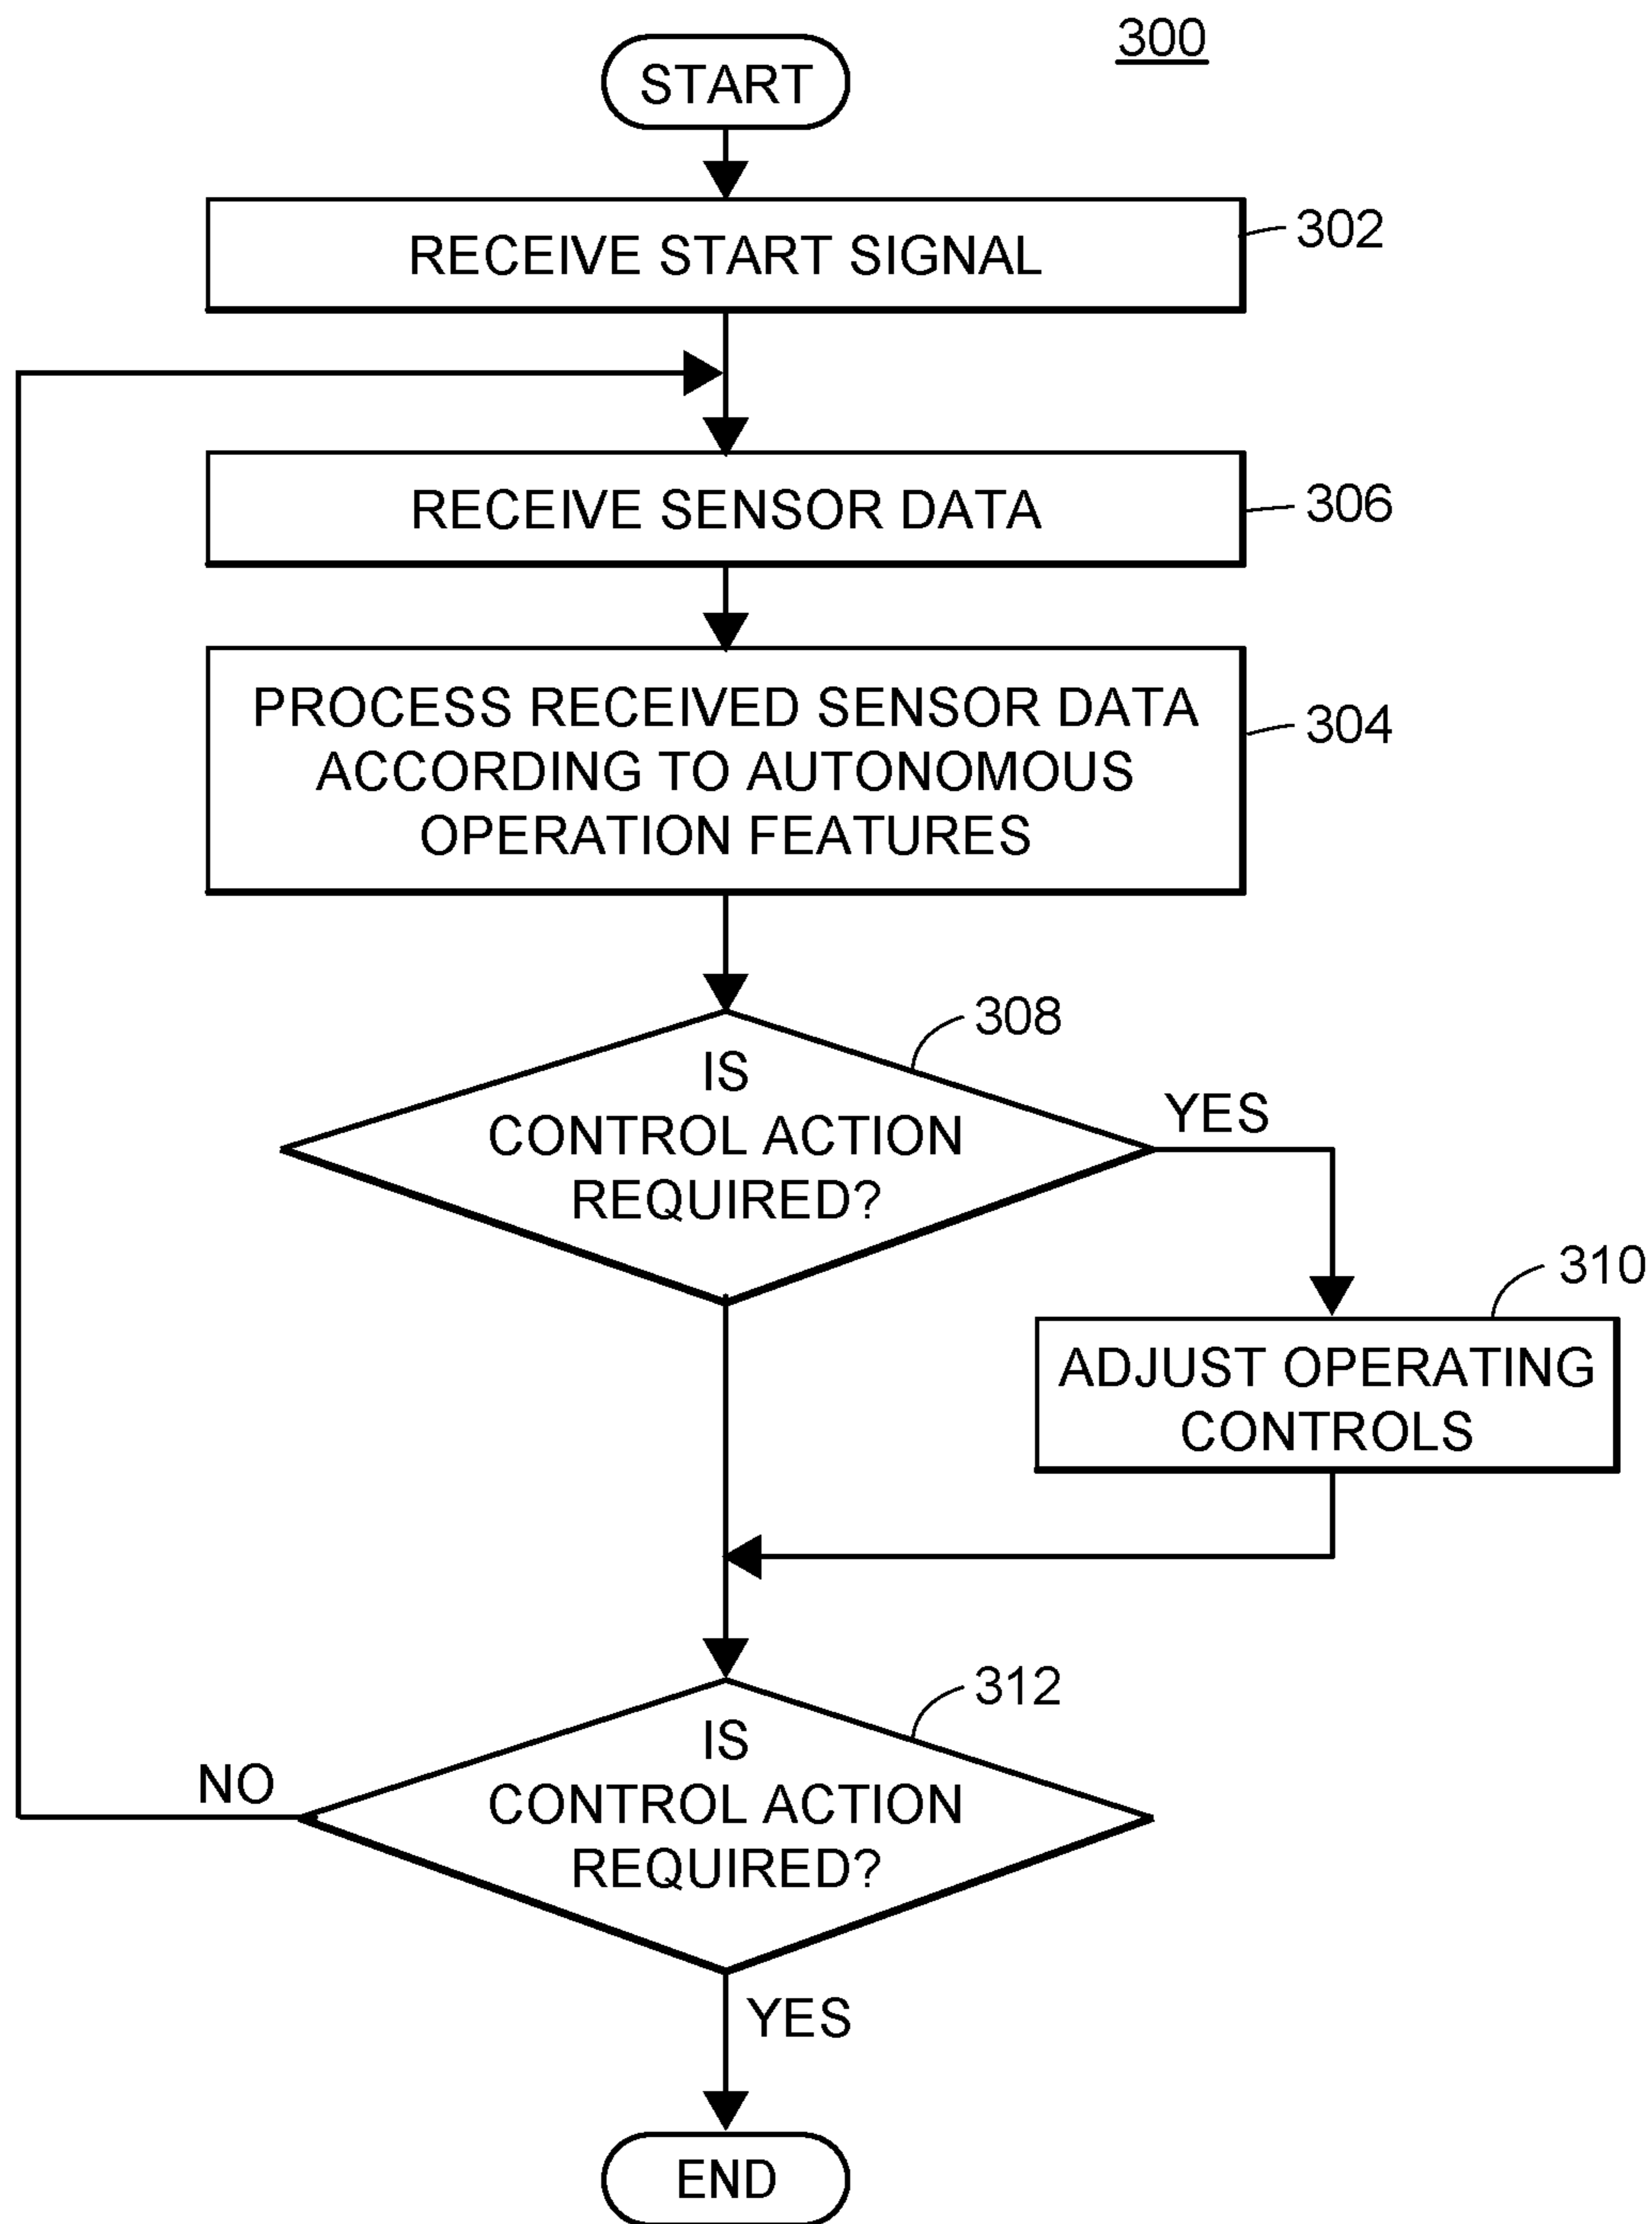 300
START
RECEIVE START SIGNAL
302
RECEIVE SENSOR DATA
306
PROCESS RECEIVED SENSOR DATA
ACCORDING TO AUTONOMOUS
OPERATION FEATURES
304
308
IS
CONTROL ACTION
REQUIRED?
YES
310
ADJUST OPERATING
CONTROLS
312
IS
CONTROL ACTION
REQUIRED?
NO
YES
END